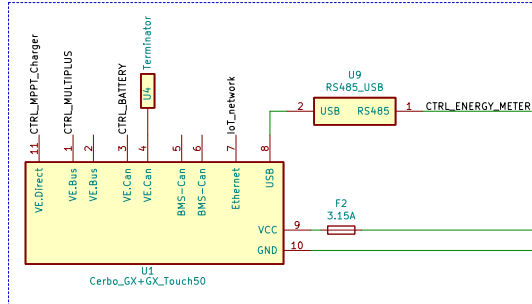 CTRL_MPPT_Charger
CTRL_MULTIPLUS
CTRL_BATTERY
Terminator
U4
IoT_network
U9
RS485_USB
2
USB
RS485
1
CTRL_ENERGY_METER
11
1
2
3
4
5
6
7
8
VE.Direct
VE.Bus
VE.Bus
VE.Can
VE.Can
BMS-Can
BMS-Can
Ethernet
USB
VCC
9
F2
3.15A
GND
10
U1
Cerbo_GX+GX_Touch50